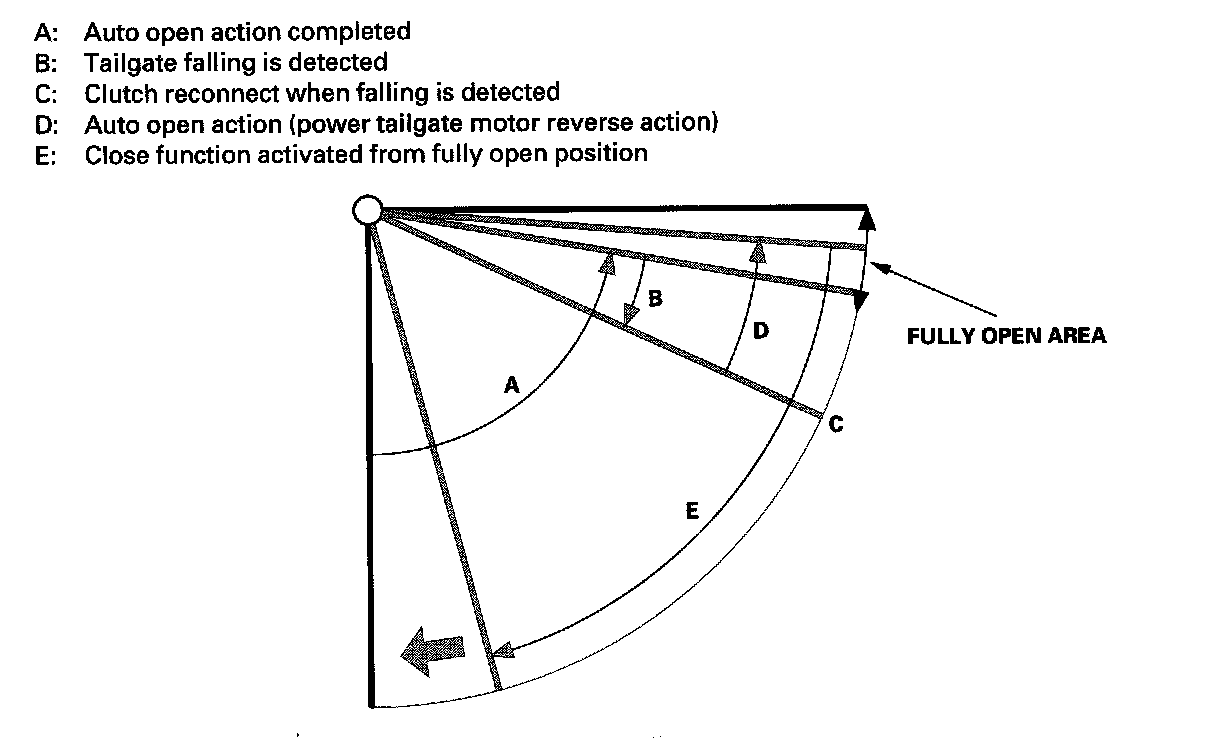 A: Auto open action completed
B: Tailgate falling is detected
C: Clutch reconnect when falling is detected
D: Auto open action (power tailgate motor reverse action)
E: Close function activated from fully open position
B
D
FULLY OPEN AREA
A
C
E